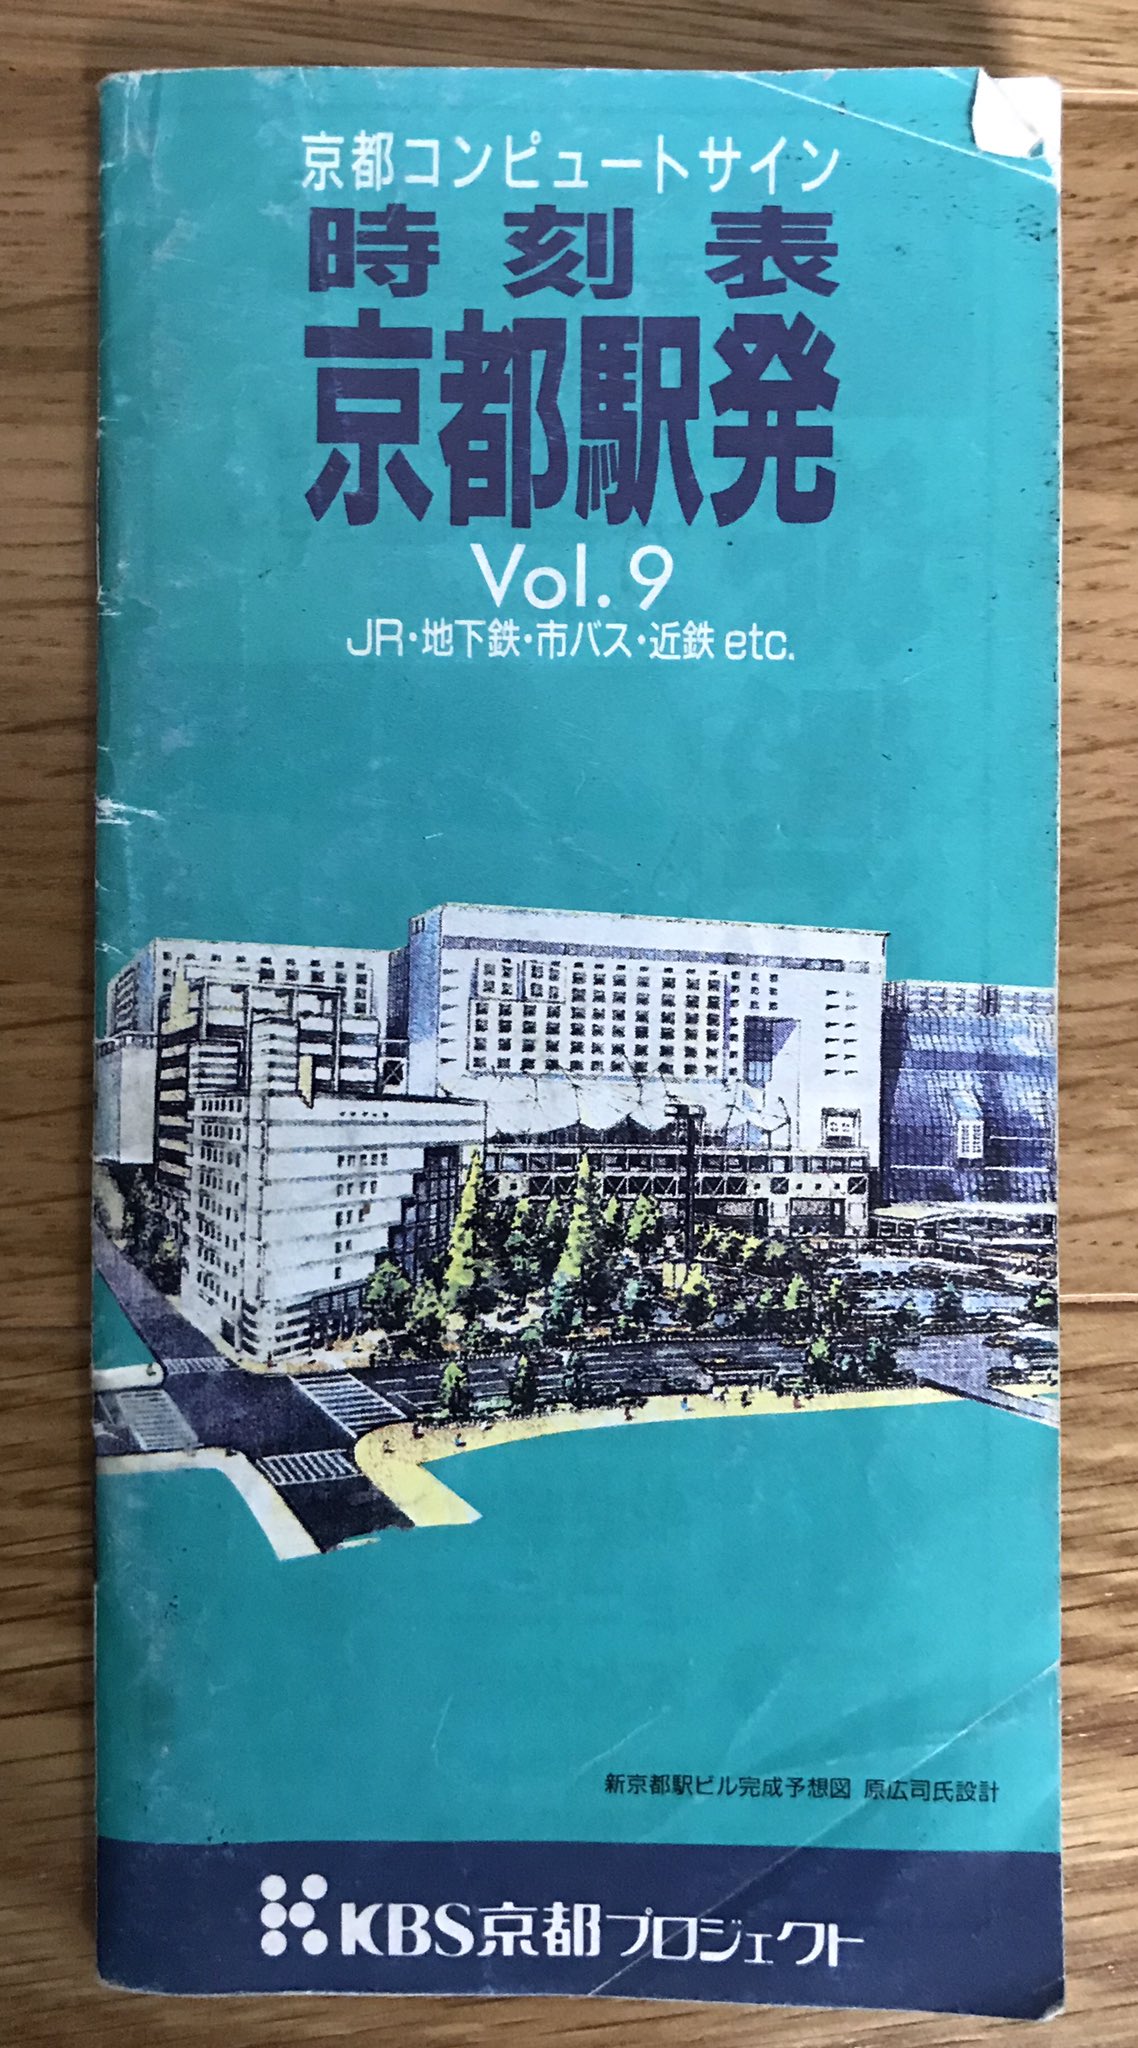 京都コンピュートサイン
時刻表
京都駅発
Vol.9
JR・地下鉄・市バス・近鉄 etc.
新京都駅ビル完成予想図 原広司氏設計
KBS京都プロジェクト